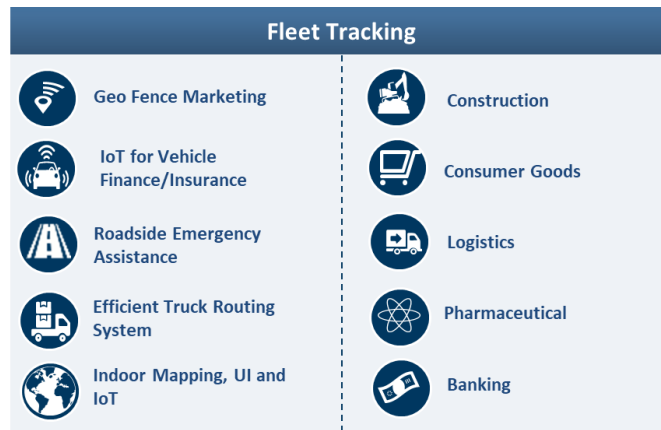 Fleet Tracking
Geo Fence Marketing
IoT for Vehicle
Finance/Insurance
Roadside Emergency
Assistance
Efficient Truck Routing
System
Indoor Mapping, UI and
IoT
Construction
Consumer Goods
Logistics
Pharmaceutical
Banking